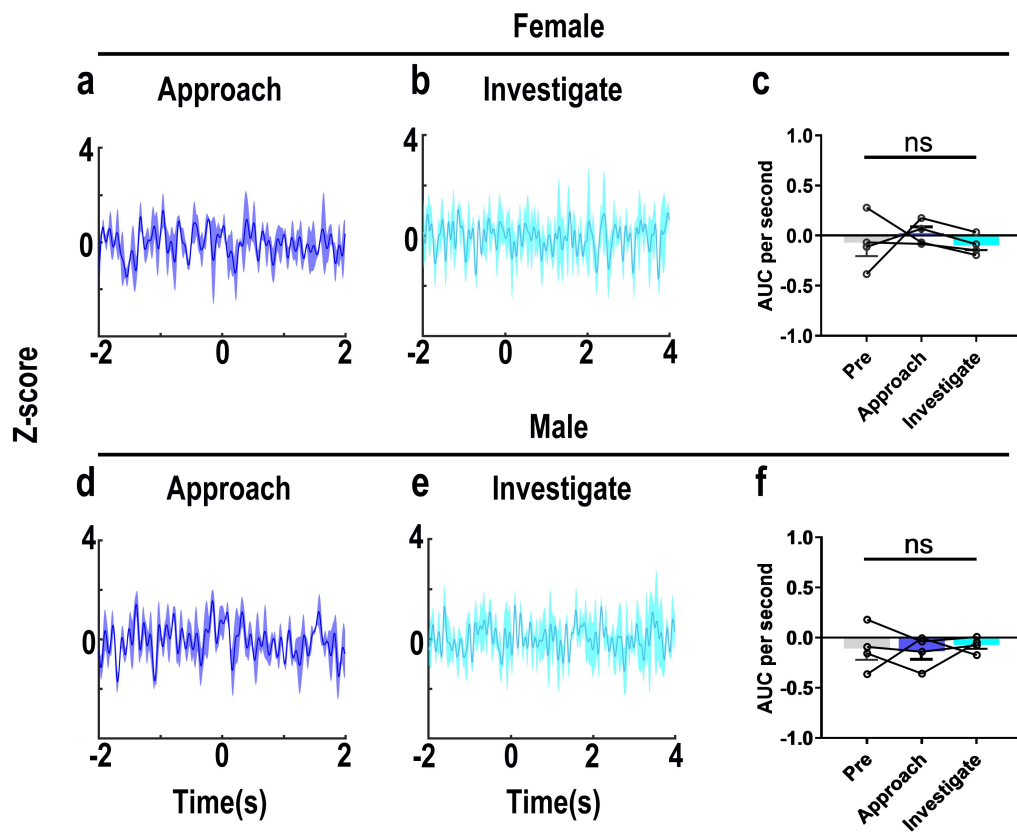 Female
a
Approach
b
Investigate
c
4
0
-2
0
2
4
0
-2
0
2
4
AUC per second
1.0
0.5
0.0
-0.5
-1.0
ns
Pre
Approach
Investigate
Z-score
Male
d
Approach
e
Investigate
f
4
0
-2
0
2
Time(s)
4
0
-2
0
2
4
Time(s)
AUC per second
1.0
0.5
0.0
-0.5
-1.0
ns
Pre
Approach
Investigate